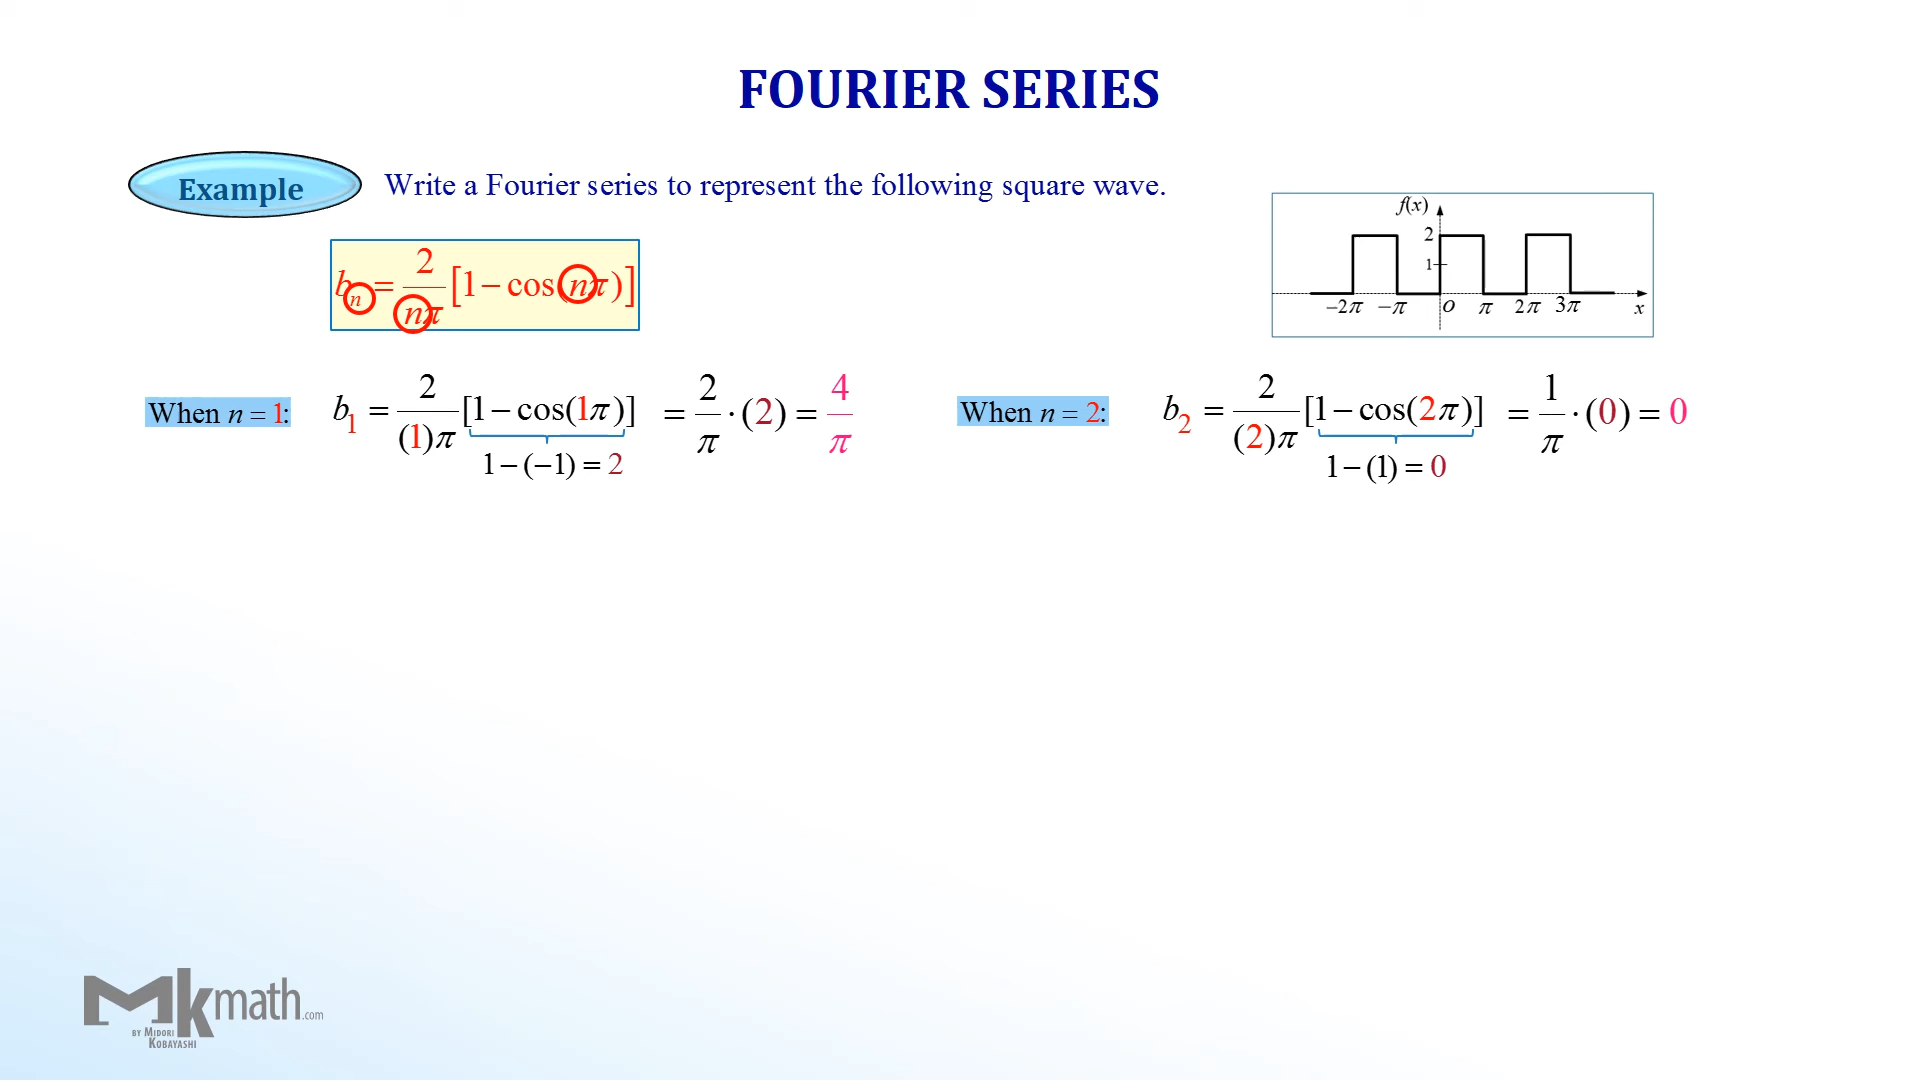 FOURIER SERIES
Example
Write a Fourier series to represent the following square wave.
f(x)
2
1
−2π −π O π 2π 3π x
bₙ = 2/(nπ) [1 − cos(nπ)]
When n = 1:
b₁ = 2/((1)π) [1 − cos(1π)] = 2/π · (2) = 4/π
1 − (−1) = 2
When n = 2:
b₂ = 2/((2)π) [1 − cos(2π)] = 1/π · (0) = 0
1 − (1) = 0
Mkmath.com
BY MIDORI
KOBAYASHI